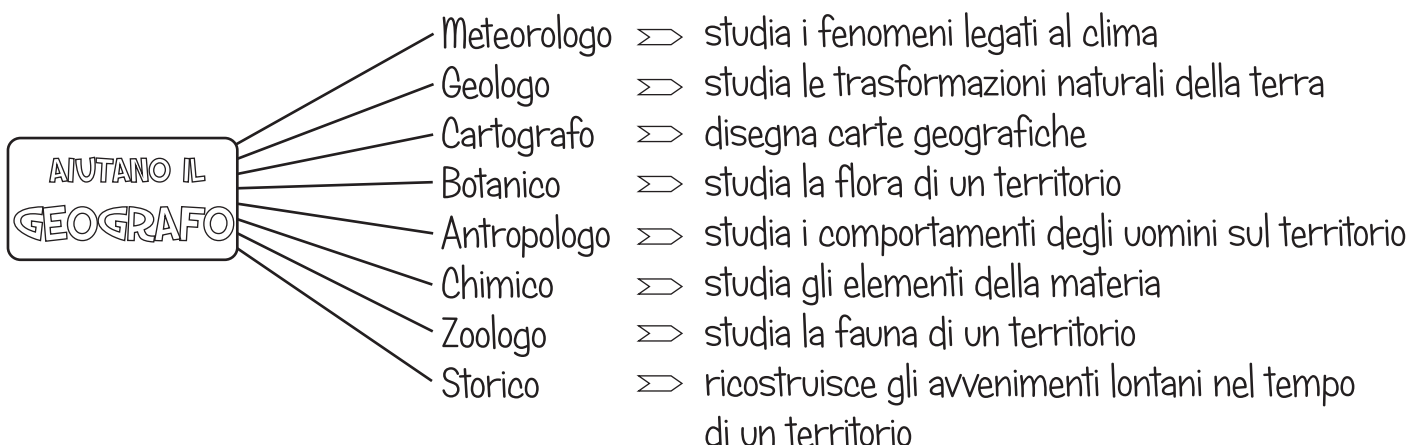 AIUTANO IL
GEOGRAFO
Meteorologo studia i fenomeni legati al clima
Geologo studia le trasformazioni naturali della terra
Cartografo disegna carte geografiche
Botanico studia la flora di un territorio
Antropologo studia i comportamenti degli uomini sul territorio
Chimico studia gli elementi della materia
Zoologo studia la fauna di un territorio
Storico ricostruisce gli avvenimenti lontani nel tempo
di un territorio